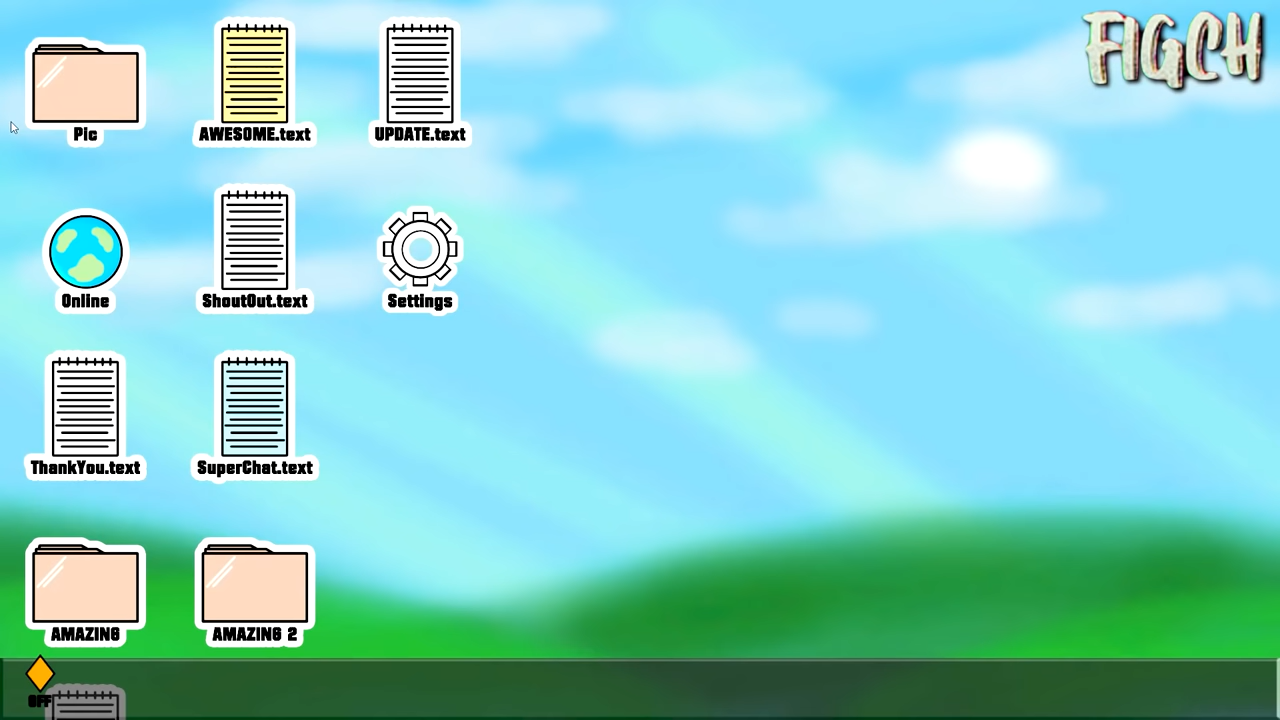 FIGCH
Pic
AWESOME.text
UPDATE.text
Online
ShoutOut.text
Settings
ThankYou.text
SuperChat.text
AMAZING
AMAZING 2
OFF